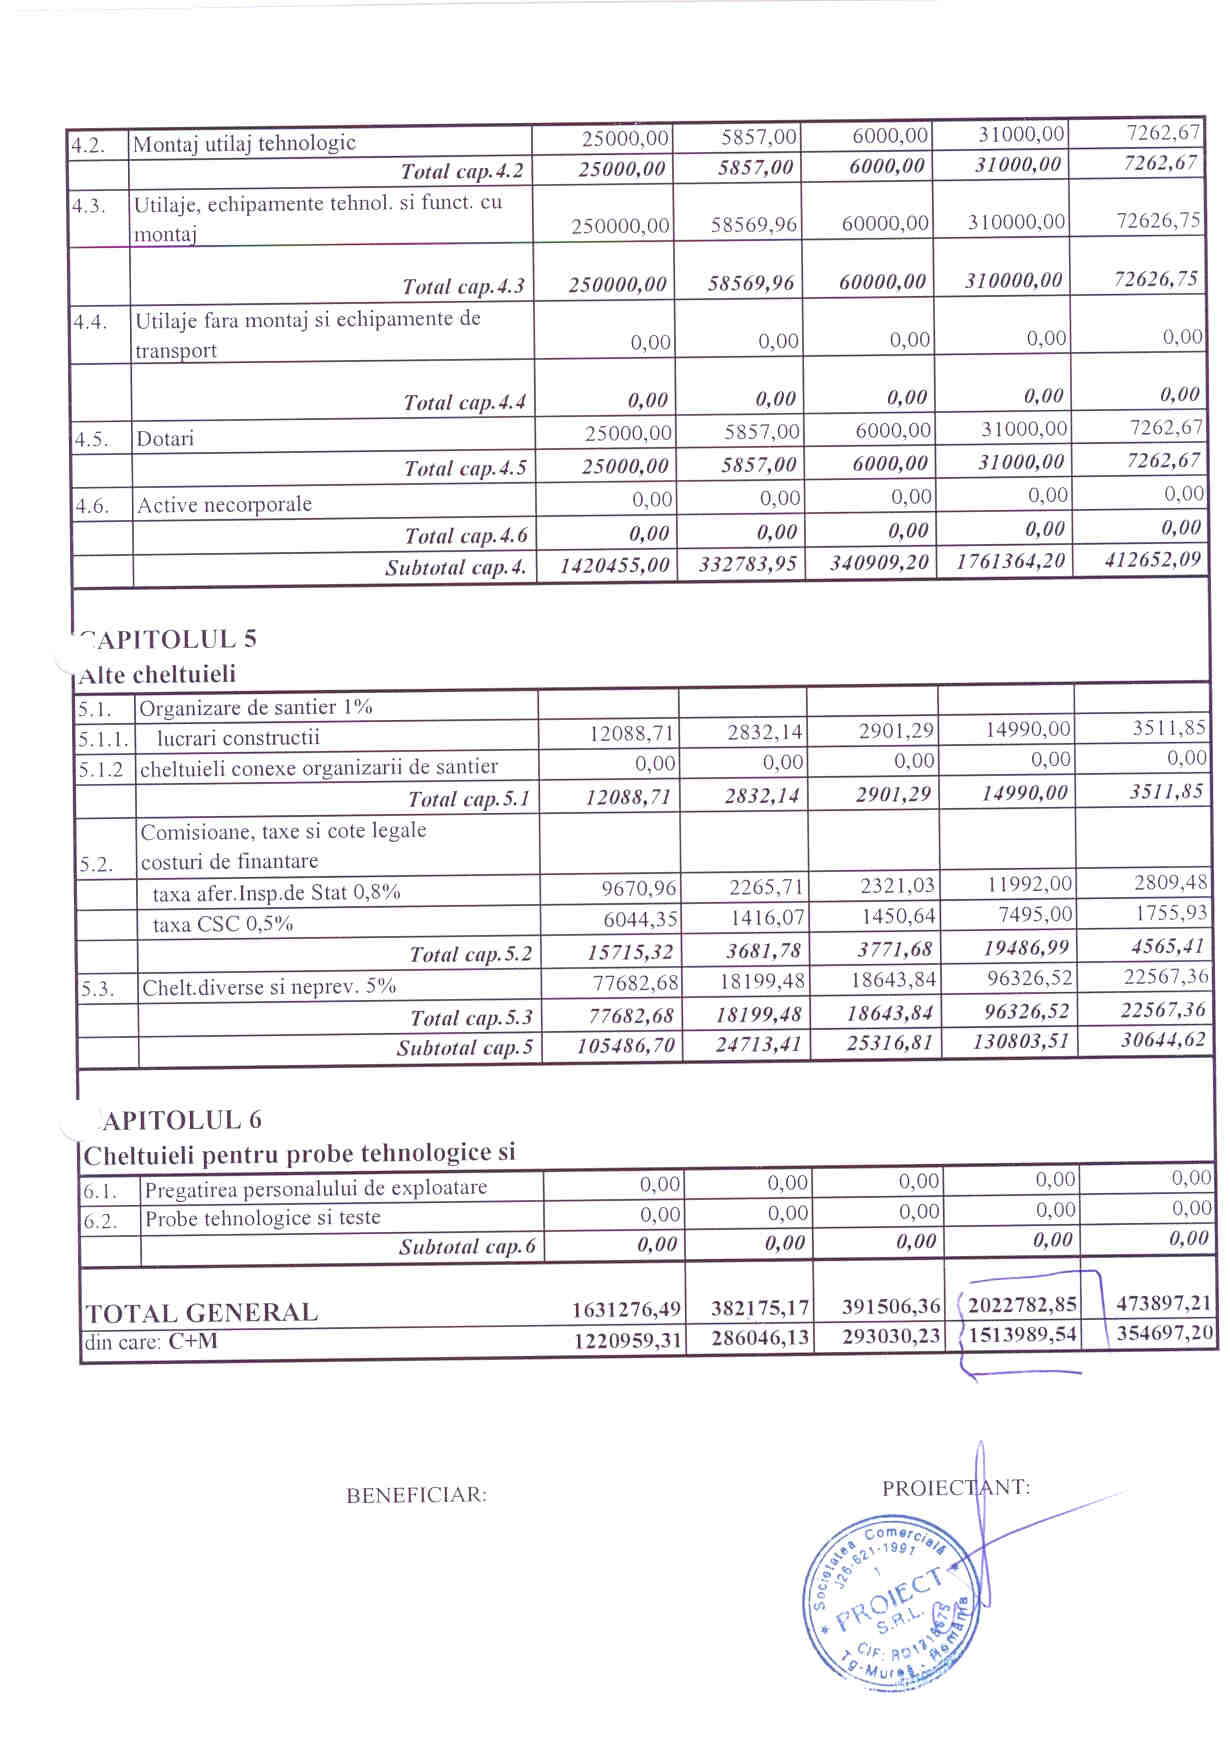 4.2. Montaj utilaj tehnologic 25000,00 5857,00 6000,00 31000,00 7262,67
Total cap.4.2 25000,00 5857,00 6000,00 31000,00 7262,67
4.3. Utilaje, echipamente tehnol. si funct. cu
montaj 250000,00 58569,96 60000,00 310000,00 72626,75
Total cap.4.3 250000,00 58569,96 60000,00 310000,00 72626,75
4.4. Utilaje fara montaj si echipamente de
transport 0,00 0,00 0,00 0,00 0,00
Total cap.4.4 0,00 0,00 0,00 0,00 0,00
4.5. Dotari 25000,00 5857,00 6000,00 31000,00 7262,67
Total cap.4.5 25000,00 5857,00 6000,00 31000,00 7262,67
4.6. Active necorporale 0,00 0,00 0,00 0,00 0,00
Total cap.4.6 0,00 0,00 0,00 0,00 0,00
Subtotal cap.4. 1420455,00 332783,95 340909,20 1761364,20 412652,09
CAPITOLUL 5
Alte cheltuieli
5.1. Organizare de santier 1%
5.1.1. lucrari constructii 12088,71 2832,14 2901,29 14990,00 3511,85
5.1.2 cheltuieli conexe organizarii de santier 0,00 0,00 0,00 0,00 0,00
Total cap.5.1 12088,71 2832,14 2901,29 14990,00 3511,85
Comisioane, taxe si cote legale
5.2. costuri de finantare
taxa afer.Insp.de Stat 0,8% 9670,96 2265,71 2321,03 11992,00 2809,48
taxa CSC 0,5% 6044,35 1416,07 1450,64 7495,00 1755,93
Total cap.5.2 15715,32 3681,78 3771,68 19486,99 4565,41
5.3. Chelt.diverse si neprev. 5% 77682,68 18199,48 18643,84 96326,52 22567,36
Total cap.5.3 77682,68 18199,48 18643,84 96326,52 22567,36
Subtotal cap.5 105486,70 24713,41 25316,81 130803,51 30644,62
APITOLUL 6
Cheltuieli pentru probe tehnologice si
6.1. Pregatirea personalului de exploatare 0,00 0,00 0,00 0,00 0,00
6.2. Probe tehnologice si teste 0,00 0,00 0,00 0,00 0,00
Subtotal cap.6 0,00 0,00 0,00 0,00 0,00
TOTAL GENERAL 1631276,49 382175,17 391506,36 2022782,85 473897,21
din care: C+M 1220959,31 286046,13 293030,23 1513989,54 354697,20
BENEFICIAR: PROIECTANT:
Societatea Comercială
J26-621-1991
1
PROIECT
S.R.L.
CIF:
Tg-Mureş - România